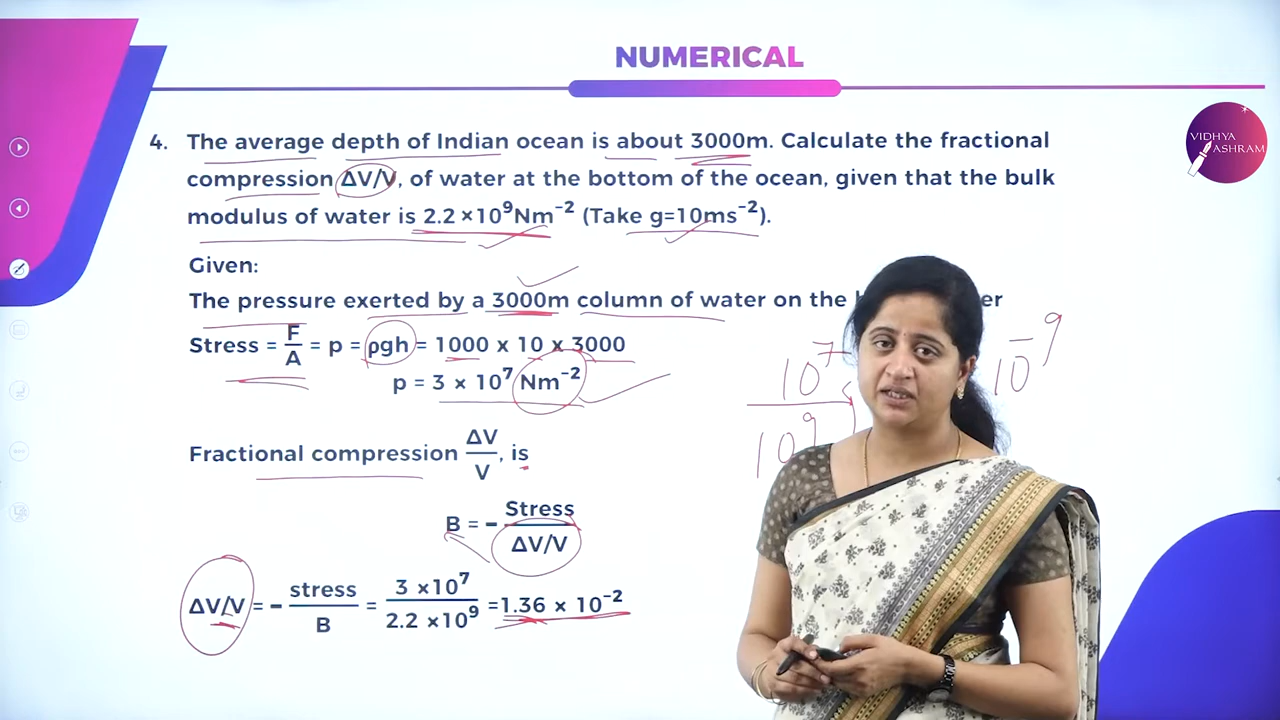 NUMERICAL
VIDHYA
ASHRAM
4. The average depth of Indian ocean is about 3000m. Calculate the fractional
compression ΔV/V, of water at the bottom of the ocean, given that the bulk
modulus of water is 2.2 ×10⁹Nm⁻² (Take g=10ms⁻²).
Given:
The pressure exerted by a 3000m column of water on the
Stress = F/A = p = ρgh = 1000 x 10 x 3000
p = 3 × 10⁷ Nm⁻²
10⁷
10⁹
10⁻⁹
Fractional compression ΔV/V, is
B = - Stress/ΔV/V
ΔV/V = - stress/B = 3 ×10⁷/2.2 ×10⁹ =1.36 × 10⁻²